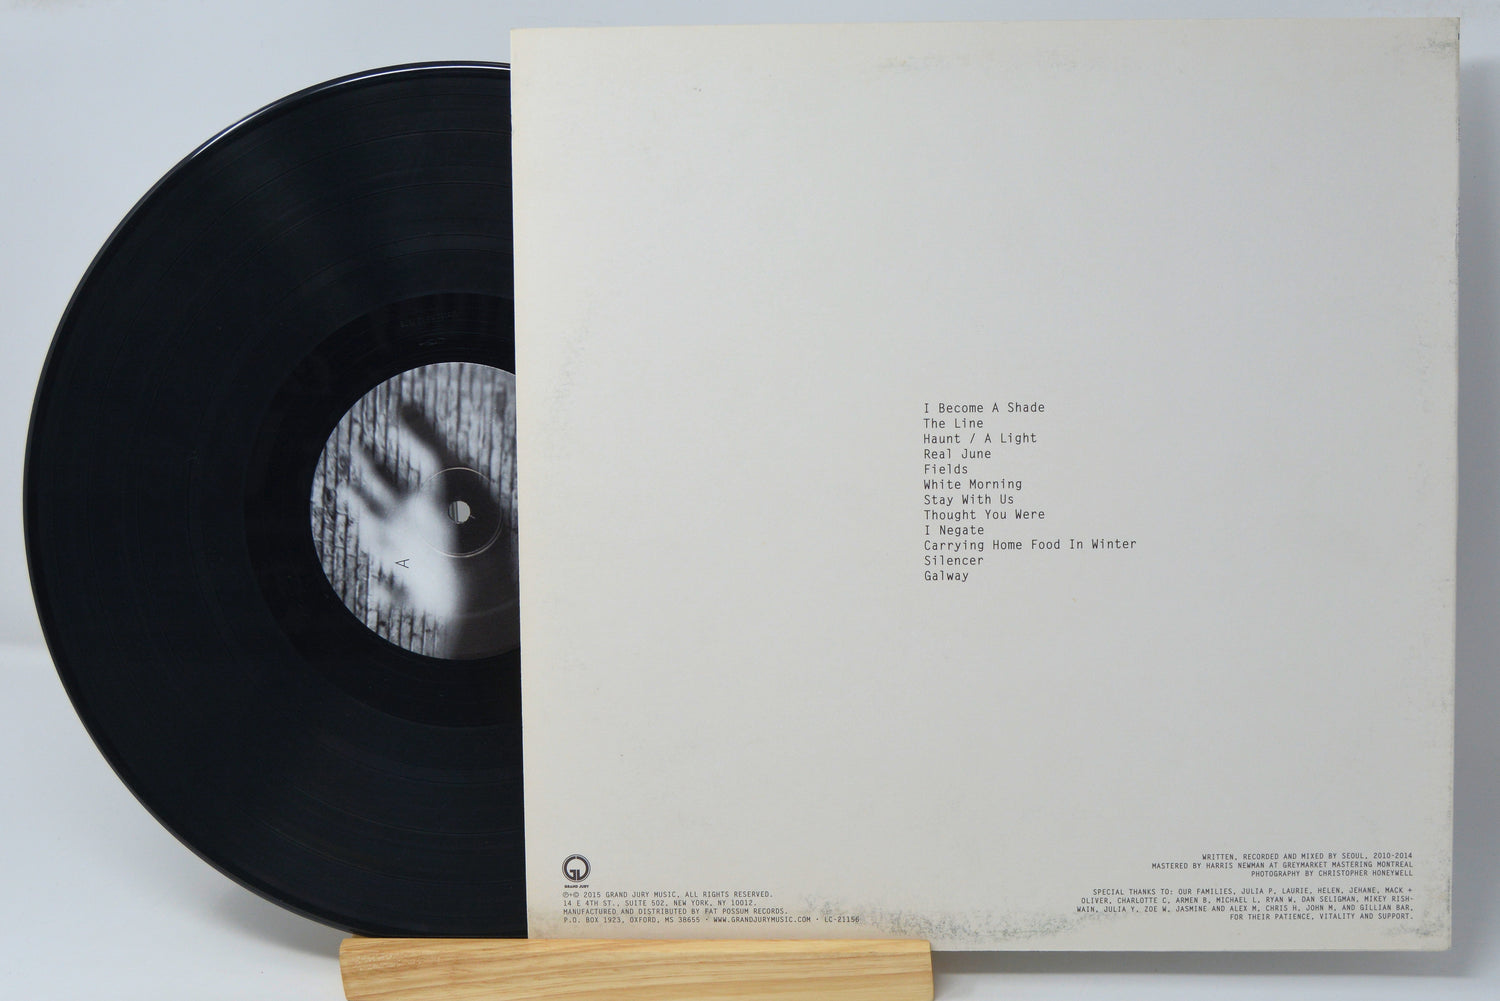 A
I Become A Shade
The Line
Haunt / A Light
Real June
Fields
White Morning
Stay With Us
Thought You Were
I Negate
Carrying Home Food In Winter
Silencer
Galway
GRAND JURY
℗+© 2015 GRAND JURY MUSIC. ALL RIGHTS RESERVED.
14 E 4TH ST., SUITE 502, NEW YORK, NY 10012.
MANUFACTURED AND DISTRIBUTED BY FAT POSSUM RECORDS.
P.O. BOX 1923, OXFORD, MS 38655 · WWW.GRANDJURYMUSIC.COM · LC-21156
WRITTEN, RECORDED AND MIXED BY SEOUL, 2010-2014
MASTERED BY HARRIS NEWMAN AT GREYMARKET MASTERING MONTREAL
PHOTOGRAPHY BY CHRISTOPHER HONEYWELL
SPECIAL THANKS TO: OUR FAMILIES, JULIA P, LAURIE, HELEN, JEHANE, MACK +
OLIVER, CHARLOTTE C, ARMEN B, MICHAEL L, RYAN W, DAN SELIGMAN, MIKEY RISH-
WAIN, JULIA Y, ZOE W, JASMINE AND ALEX M, CHRIS H, JOHN M, AND GILLIAN BAR,
FOR THEIR PATIENCE, VITALITY AND SUPPORT.